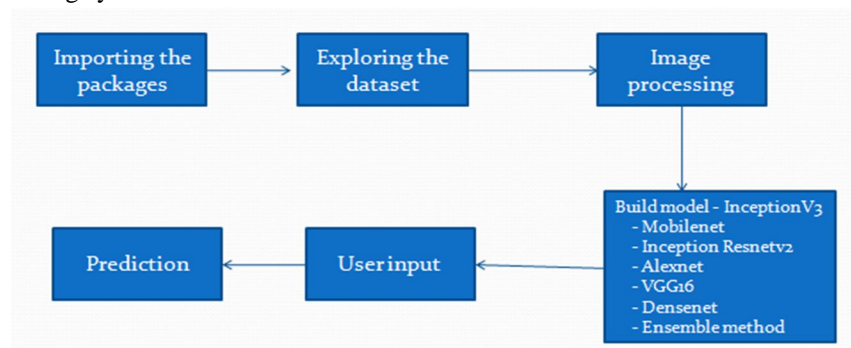 Importing the
packages
Exploring the
dataset
Image
processing
Build model - InceptionV3
- Mobilenet
- Inception Resnetv2
- Alexnet
- VGG16
- Densenet
- Ensemble method
User input
Prediction